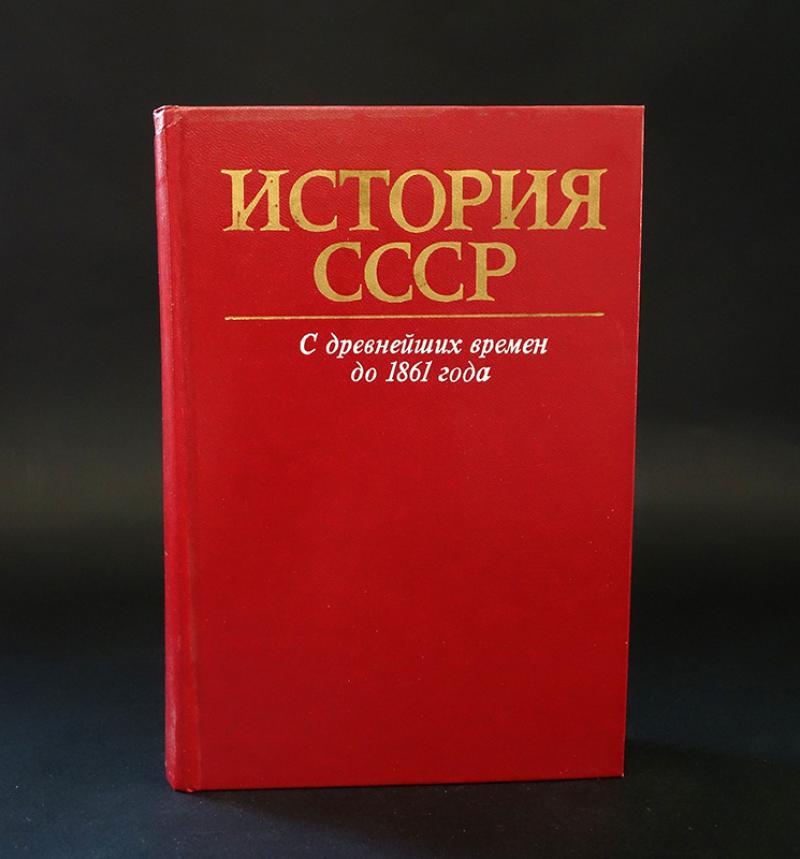 ИСТОРИЯ
СССР
С древнейших времен
до 1861 года